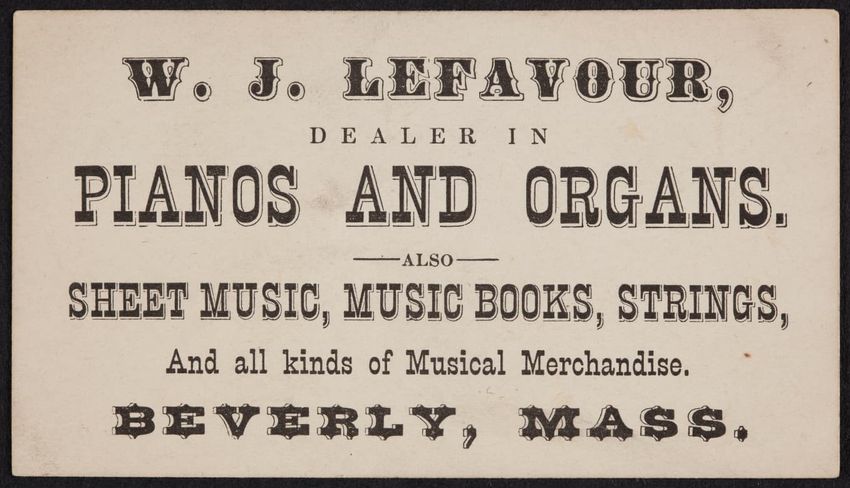 W. J. LEFAVOUR,
DEALER IN
PIANOS AND ORGANS.
ALSO
SHEET MUSIC, MUSIC BOOKS, STRINGS,
And all kinds of Musical Merchandise.
BEVERLY, MASS.